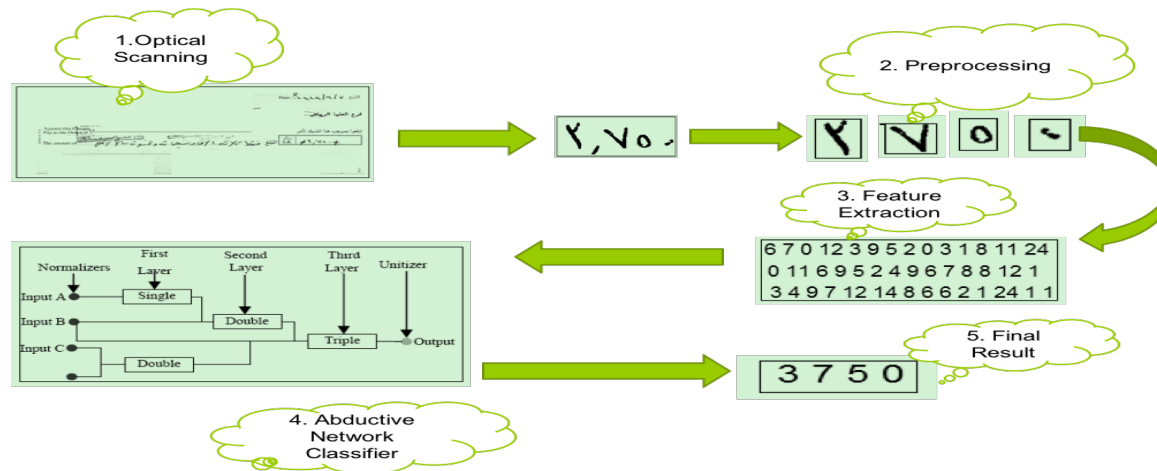 1.Optical
Scanning
2. Preprocessing
The amount of
٢,٧٥٠
٢ ٧ ٥ ٠
3. Feature
Extraction
6 7 0 12 3 9 5 2 0 3 1 8 11 24
0 11 6 9 5 2 4 9 6 7 8 8 12 1
3 4 9 7 12 14 8 6 6 2 1 24 1 1
Normalizers
First
Layer
Second
Layer
Third
Layer
Unitizer
Input A
Single
Input B
Double
Triple
Output
Input C
Double
5. Final
Result
3 7 5 0
4. Abductive
Network
Classifier